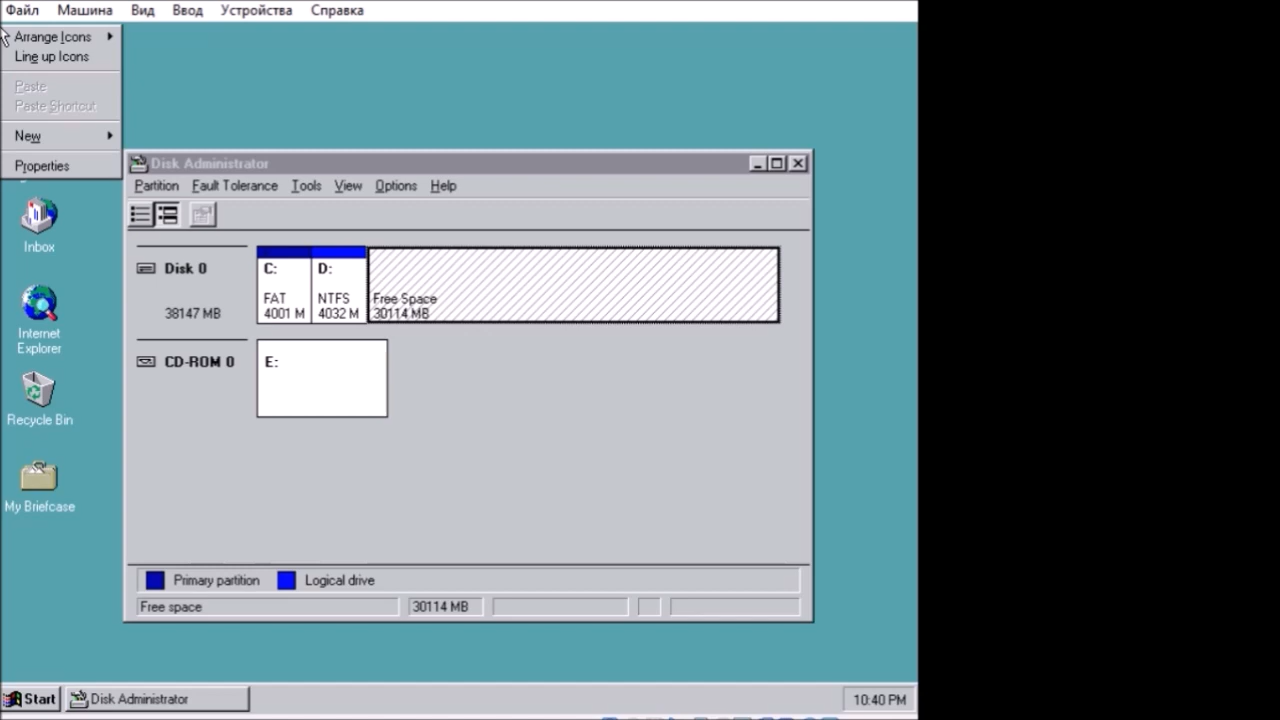 Файл Машина Вид Ввод Устройства Справка
Arrange Icons
Line up Icons
Paste
Paste Shortcut
New
Properties
Disk Administrator
Partition Fault Tolerance Tools View Options Help
Inbox
Internet
Explorer
Recycle Bin
My Briefcase
Disk 0
38147 MB
C:
FAT
4001 M
D:
NTFS
4032 M
Free Space
30114 MB
CD-ROM 0
E:
Primary partition Logical drive
Free space 30114 MB
Start Disk Administrator 10:40 PM